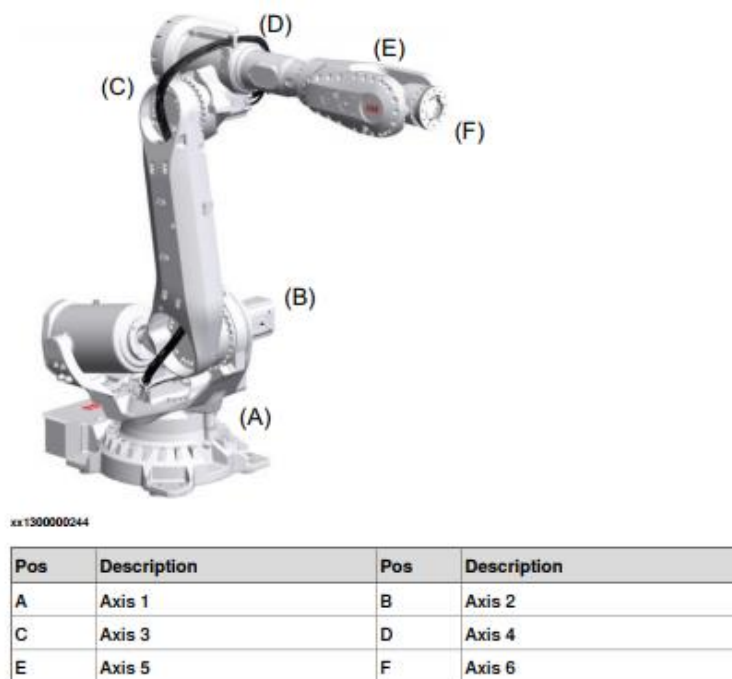 (D)
(E)
(C)
(F)
(B)
(A)
xx1300000244
Pos Description Pos Description
A Axis 1 B Axis 2
C Axis 3 D Axis 4
E Axis 5 F Axis 6